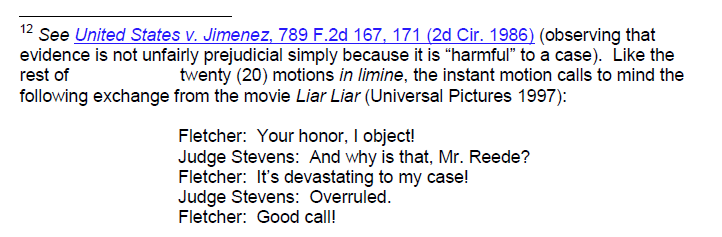 12 See United States v. Jimenez, 789 F.2d 167, 171 (2d Cir. 1986) (observing that
evidence is not unfairly prejudicial simply because it is “harmful” to a case).  Like the
rest of twenty (20) motions in limine, the instant motion calls to mind the
following exchange from the movie Liar Liar (Universal Pictures 1997):
Fletcher:  Your honor, I object!
Judge Stevens:  And why is that, Mr. Reede?
Fletcher:  It’s devastating to my case!
Judge Stevens:  Overruled.
Fletcher:  Good call!